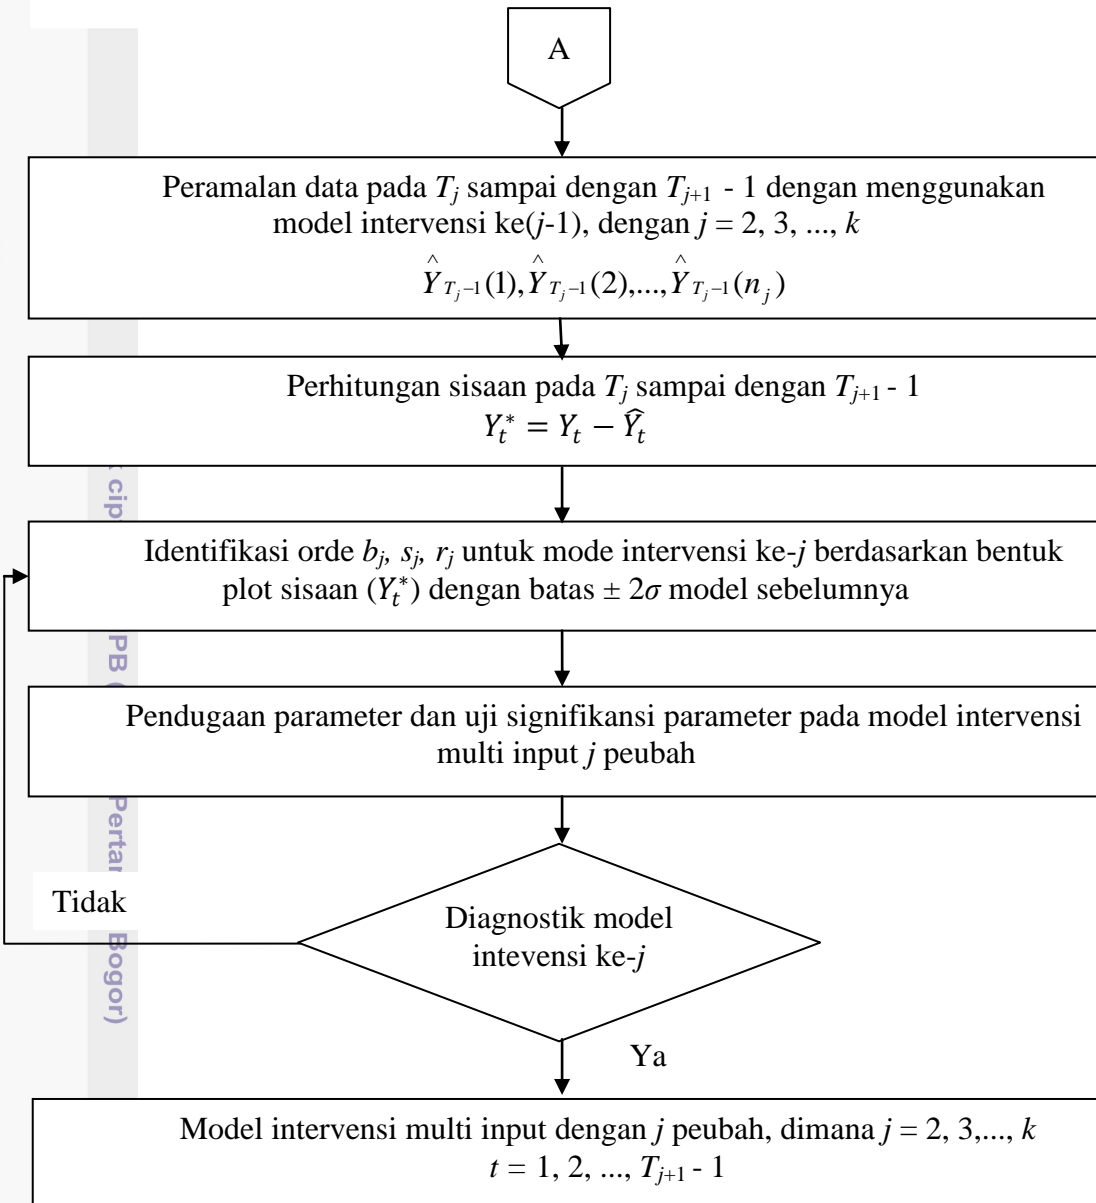 A
Peramalan data pada T_j sampai dengan T_{j+1} - 1 dengan menggunakan
model intervensi ke(j-1), dengan j = 2, 3, ..., k
Ŷ_{T_j−1}(1), Ŷ_{T_j−1}(2),..., Ŷ_{T_j−1}(n_j)
Perhitungan sisaan pada T_j sampai dengan T_{j+1} - 1
Y_t^* = Y_t − Ŷ_t
Identifikasi orde b_j, s_j, r_j untuk mode intervensi ke-j berdasarkan bentuk
plot sisaan (Y_t^*) dengan batas ± 2σ model sebelumnya
Pendugaan parameter dan uji signifikansi parameter pada model intervensi
multi input j peubah
Tidak
Diagnostik model
intevensi ke-j
Ya
Model intervensi multi input dengan j peubah, dimana j = 2, 3,..., k
t = 1, 2, ..., T_{j+1} - 1
Bogor)